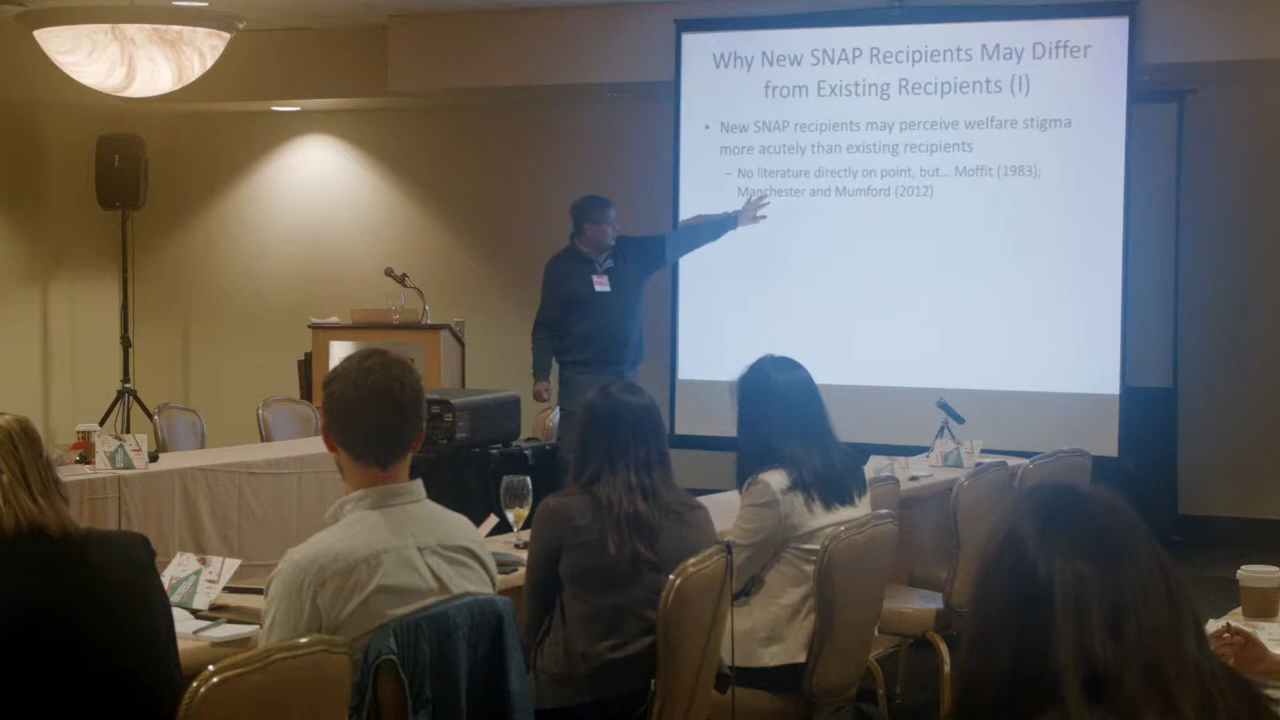 Why New SNAP Recipients May Differ
from Existing Recipients (I)
• New SNAP recipients may perceive welfare stigma
more acutely than existing recipients
– No literature directly on point, but… Moffit (1983);
Manchester and Mumford (2012)